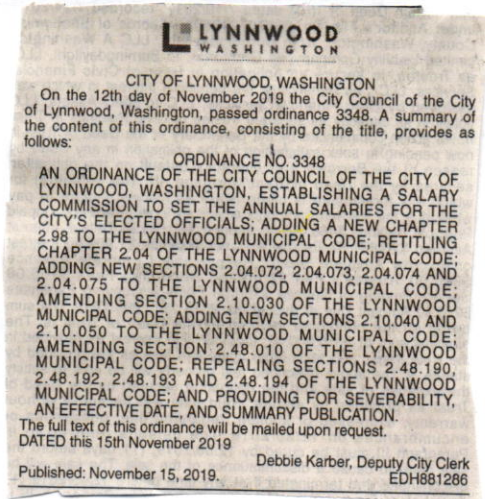 LYNNWOOD
WASHINGTON
CITY OF LYNNWOOD, WASHINGTON
On the 12th day of November 2019 the City Council of the City
of Lynnwood, Washington, passed ordinance 3348. A summary of
the content of this ordinance, consisting of the title, provides as
follows:
ORDINANCE NO. 3348
AN ORDINANCE OF THE CITY COUNCIL OF THE CITY OF
LYNNWOOD, WASHINGTON, ESTABLISHING A SALARY
COMMISSION TO SET THE ANNUAL SALARIES FOR THE
CITY'S ELECTED OFFICIALS; ADDING A NEW CHAPTER
2.98 TO THE LYNNWOOD MUNICIPAL CODE; RETITLING
CHAPTER 2.04 OF THE LYNNWOOD MUNICIPAL CODE;
ADDING NEW SECTIONS 2.04.072, 2.04.073, 2.04.074 AND
2.04.075 TO THE LYNNWOOD MUNICIPAL CODE;
AMENDING SECTION 2.10.030 OF THE LYNNWOOD
MUNICIPAL CODE; ADDING NEW SECTIONS 2.10.040 AND
2.10.050 TO THE LYNNWOOD MUNICIPAL CODE;
AMENDING SECTION 2.48.010 OF THE LYNNWOOD
MUNICIPAL CODE; REPEALING SECTIONS 2.48.190,
2.48.192, 2.48.193 AND 2.48.194 OF THE LYNNWOOD
MUNICIPAL CODE; AND PROVIDING FOR SEVERABILITY,
AN EFFECTIVE DATE, AND SUMMARY PUBLICATION.
The full text of this ordinance will be mailed upon request.
DATED this 15th November 2019
Debbie Karber, Deputy City Clerk
Published: November 15, 2019. EDH881286